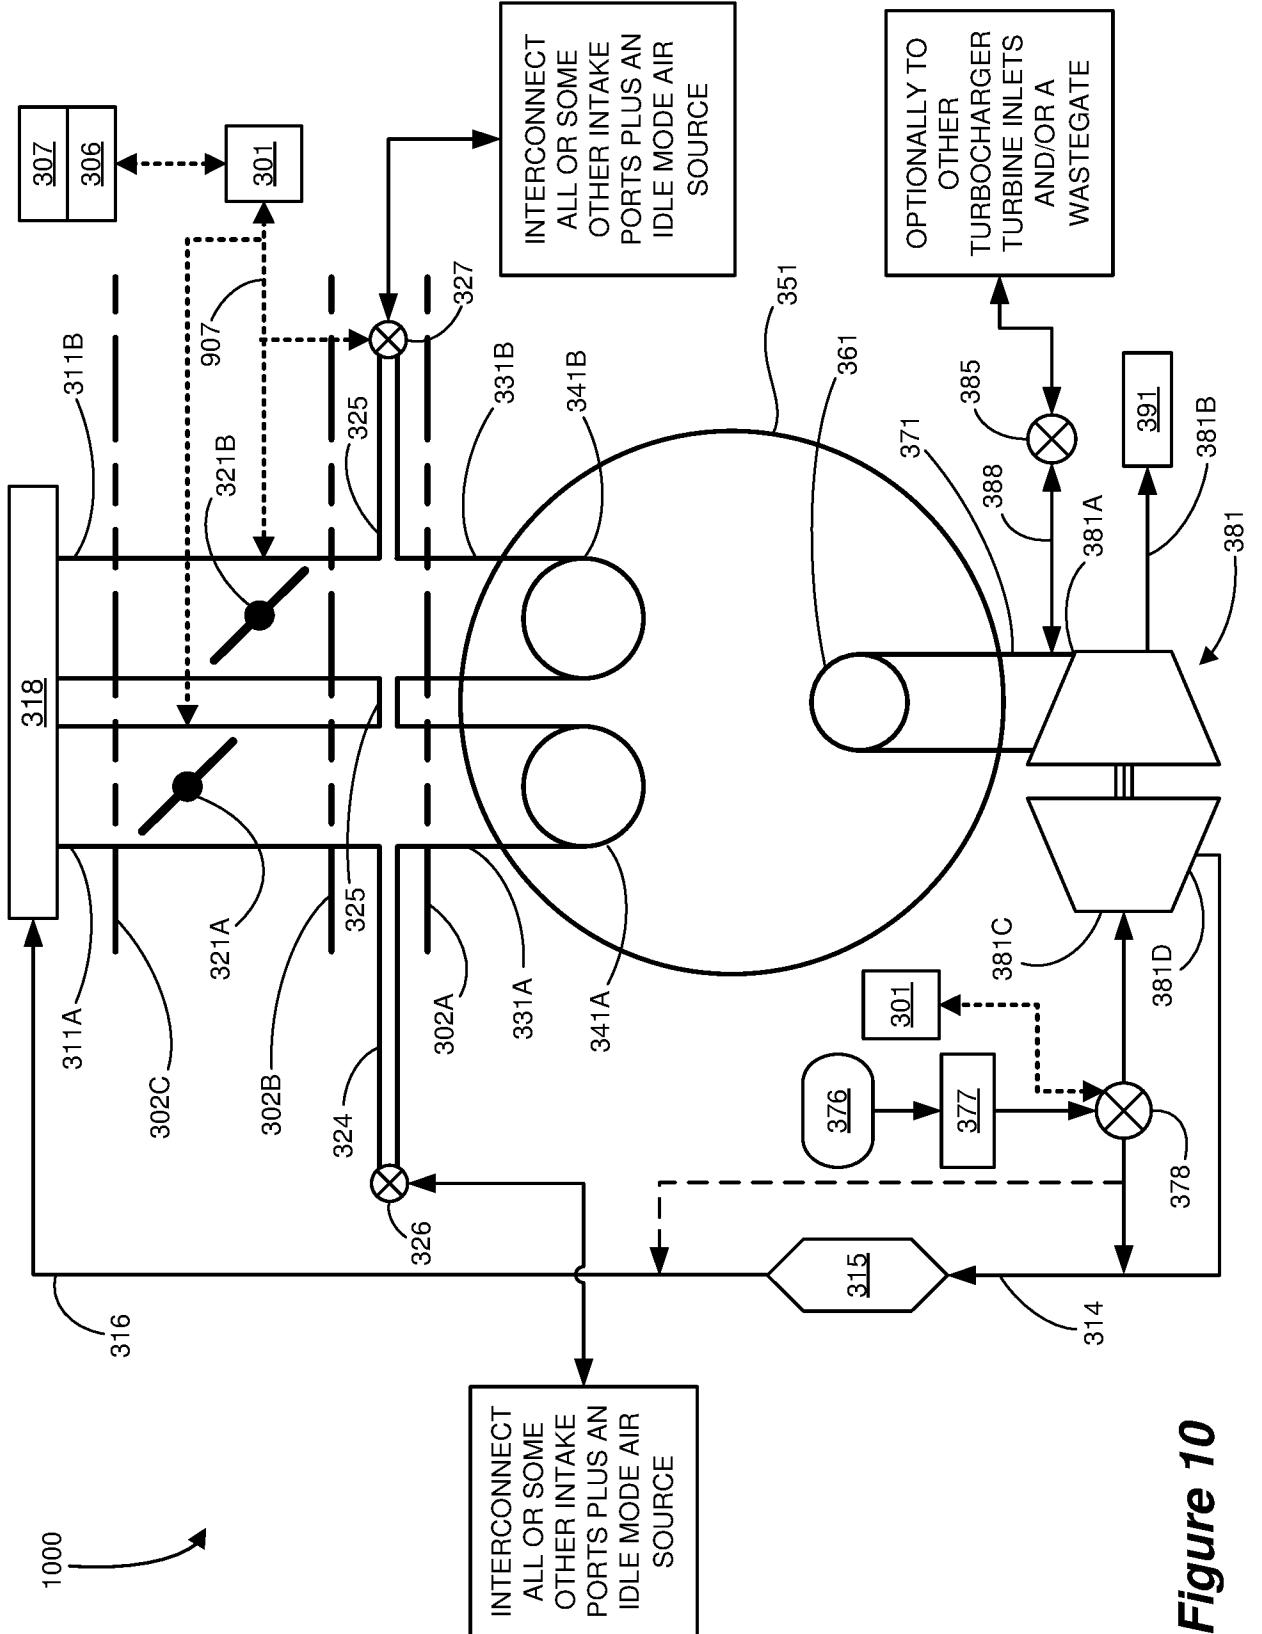 1000
INTERCONNECT
ALL OR SOME
OTHER INTAKE
PORTS PLUS AN
IDLE MODE AIR
SOURCE
316
326
324
302C
302B
302A
311A
321A
325
331A
341A
318
321B
311B
907
325
331B
341B
327
307
306
301
INTERCONNECT
ALL OR SOME
OTHER INTAKE
PORTS PLUS AN
IDLE MODE AIR
SOURCE
351
361
371
388
385
OPTIONALLY TO
OTHER
TURBOCHARGER
TURBINE INLETS
AND/OR A
WASTEGATE
391
381A
381B
381
381C
381D
301
376
377
378
315
314
Figure 10